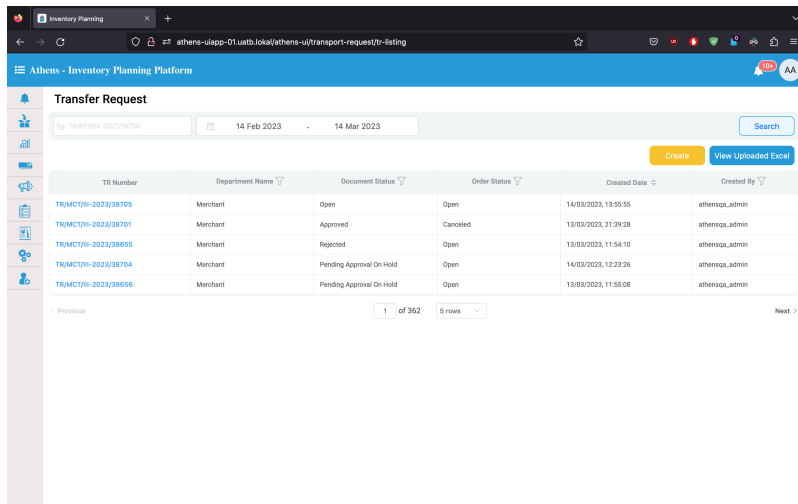 Inventory Planning
athens-uiapp-01.uatb.lokal/athens-ui/transport-request/tr-listing
Athens - Inventory Planning Platform
10+
AA
Transfer Request
Eg: TR/SYS/IX-2021/18750
14 Feb 2023 - 14 Mar 2023
Search
Create
View Uploaded Excel
TR Number Department Name Document Status Order Status Created Date Created By
TR/MCT/III-2023/38705 Merchant Open Open 14/03/2023, 13:55:55 athensqa_admin
TR/MCT/III-2023/38701 Merchant Approved Canceled 13/03/2023, 21:39:28 athensqa_admin
TR/MCT/III-2023/38655 Merchant Rejected Open 13/03/2023, 11:54:10 athensqa_admin
TR/MCT/III-2023/38704 Merchant Pending Approval On Hold Open 14/03/2023, 12:23:26 athensqa_admin
TR/MCT/III-2023/38656 Merchant Pending Approval On Hold Open 13/03/2023, 11:55:08 athensqa_admin
Previous 1 of 362 5 rows Next